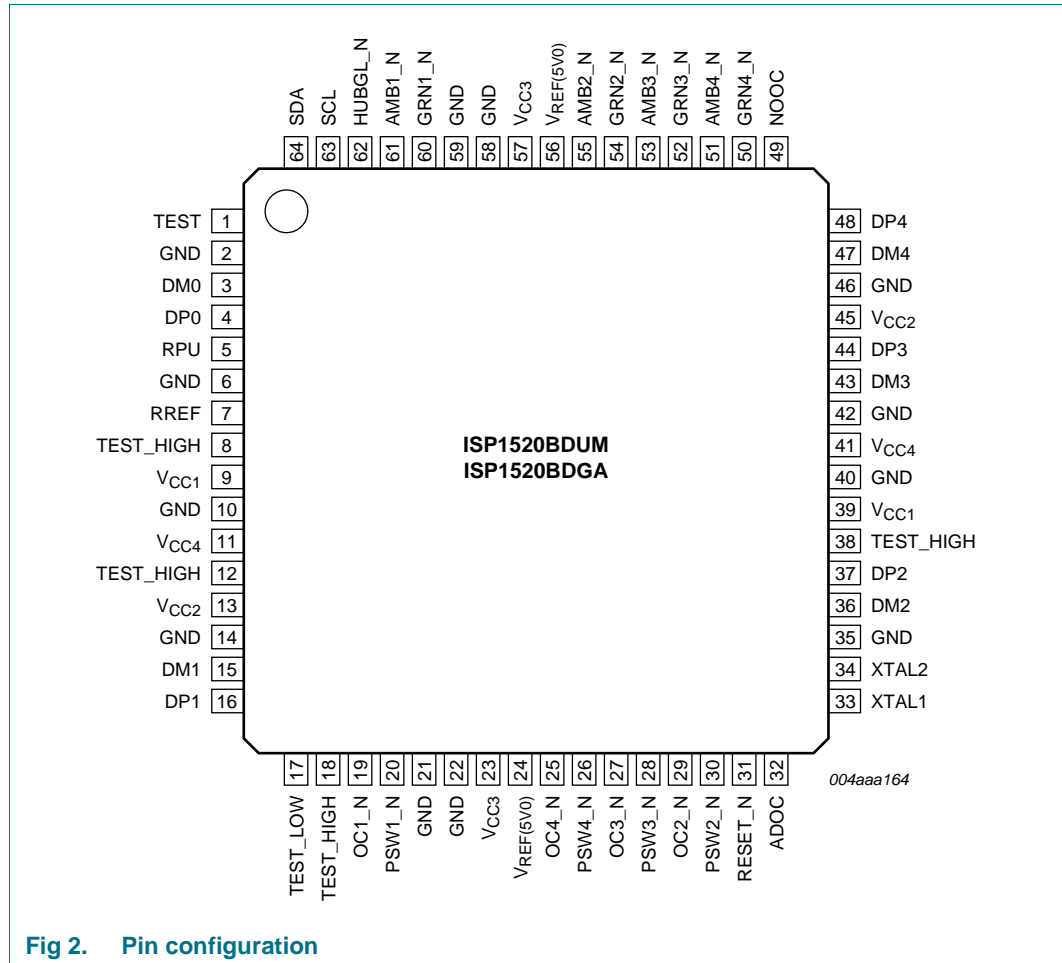 SDA SCL HUBGL_N AMB1_N GRN1_N GND GND VCC3 VREF(5V0) AMB2_N GRN2_N AMB3_N GRN3_N AMB4_N GRN4_N NOOC
64 63 62 61 60 59 58 57 56 55 54 53 52 51 50 49
TEST 1
GND 2
DM0 3
DP0 4
RPU 5
GND 6
RREF 7
TEST_HIGH 8
VCC1 9
GND 10
VCC4 11
TEST_HIGH 12
VCC2 13
GND 14
DM1 15
DP1 16
ISP1520BDUM
ISP1520BDGA
48 DP4
47 DM4
46 GND
45 VCC2
44 DP3
43 DM3
42 GND
41 VCC4
40 GND
39 VCC1
38 TEST_HIGH
37 DP2
36 DM2
35 GND
34 XTAL2
33 XTAL1
17 18 19 20 21 22 23 24 25 26 27 28 29 30 31 32
TEST_LOW TEST_HIGH OC1_N PSW1_N GND GND VCC3 VREF(5V0) OC4_N PSW4_N OC3_N PSW3_N OC2_N PSW2_N RESET_N ADOC
004aaa164
Fig 2. Pin configuration